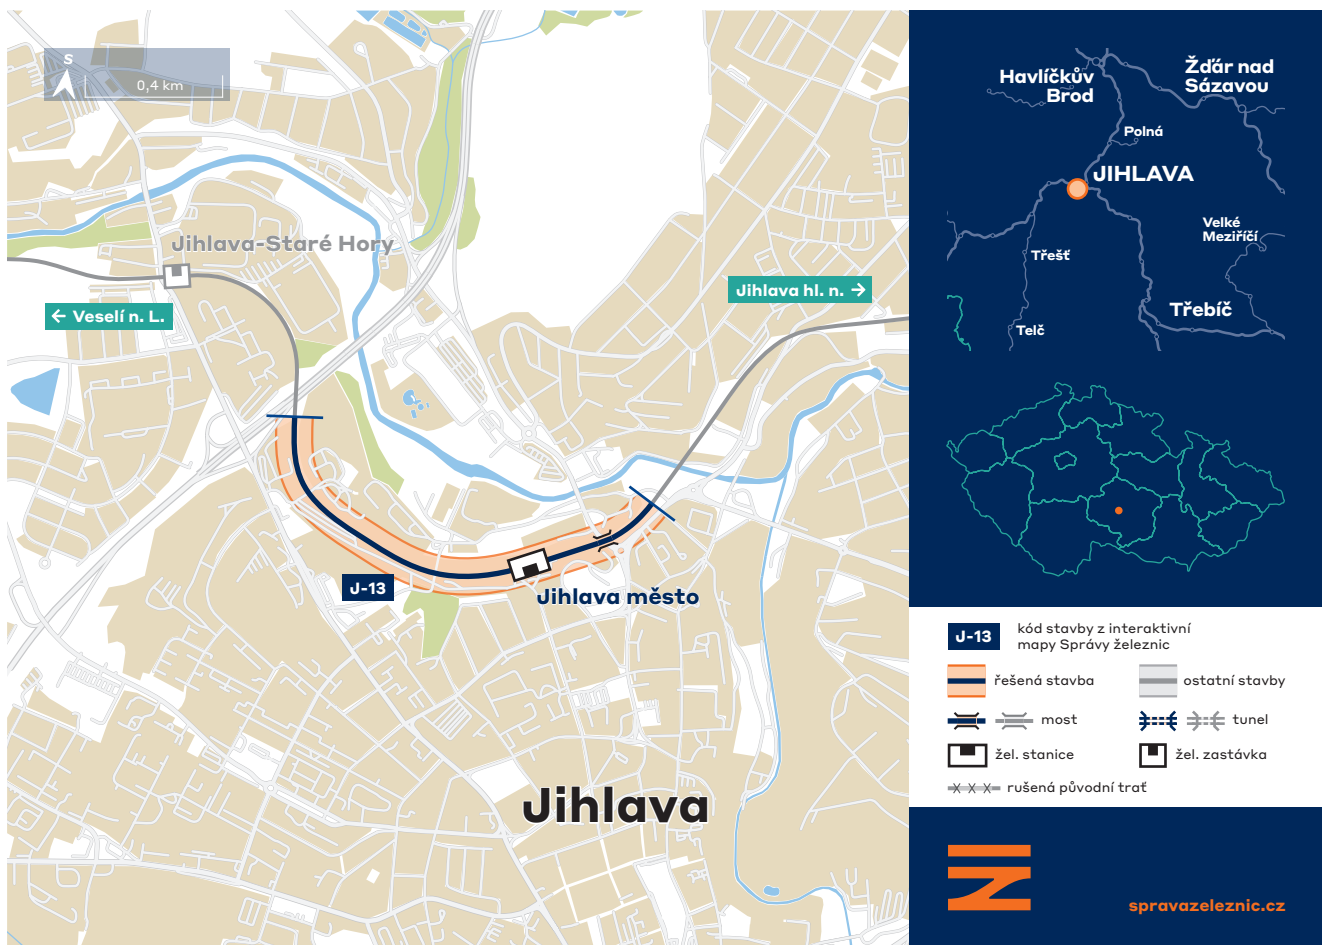 S
0,4 km
Jihlava-Staré Hory
← Veselí n. L.
Jihlava hl. n. →
J-13
Jihlava město
Jihlava
Havlíčkův
Brod
Žďár nad
Sázavou
Polná
JIHLAVA
Velké
Meziříčí
Třešť
Třebíč
Telč
J-13
kód stavby z interaktivní
mapy Správy železnic
řešená stavba
ostatní stavby
most
tunel
žel. stanice
žel. zastávka
rušená původní trať
spravazeleznic.cz